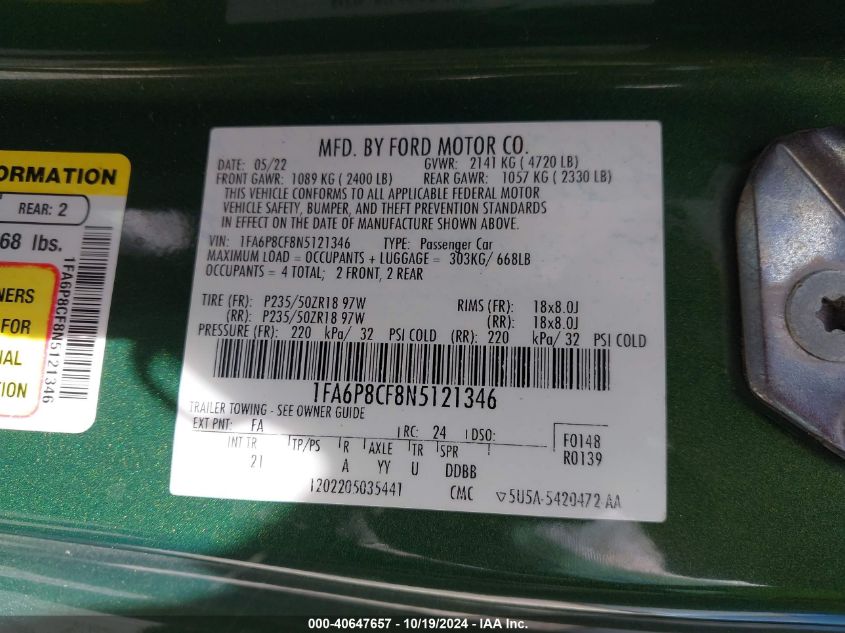 MFD. BY FORD MOTOR CO.
DATE: 05/22 GVWR: 2141 KG ( 4720 LB)
FRONT GAWR: 1089 KG ( 2400 LB) REAR GAWR: 1057 KG ( 2330 LB)
THIS VEHICLE CONFORMS TO ALL APPLICABLE FEDERAL MOTOR
VEHICLE SAFETY, BUMPER, AND THEFT PREVENTION STANDARDS
IN EFFECT ON THE DATE OF MANUFACTURE SHOWN ABOVE.
VIN: 1FA6P8CF8N5121346 TYPE: Passenger Car
MAXIMUM LOAD = OCCUPANTS + LUGGAGE = 303KG/ 668LB
OCCUPANTS = 4 TOTAL; 2 FRONT, 2 REAR
TIRE (FR): P235/50ZR18 97W RIMS (FR): 18x8.0J
(RR): P235/50ZR18 97W (RR): 18x8.0J
PRESSURE (FR): 220 kPa/ 32 PSI COLD (RR): 220 kPa/ 32 PSI COLD
1FA6P8CF8N5121346
TRAILER TOWING - SEE OWNER GUIDE
EXT PNT: FA RC: 24 DSO: F0148
INT TR TP/PS R AXLE TR SPR R0139
21 A YY U DDBB
1202205035441 CMC ▽5U5A-5420472 AA
ORMATION
REAR: 2
68 lbs.
NERS
FOR
IAL
TION
1FA6P8CF8N5121346
000-40647657 - 10/19/2024 - IAAI Inc.